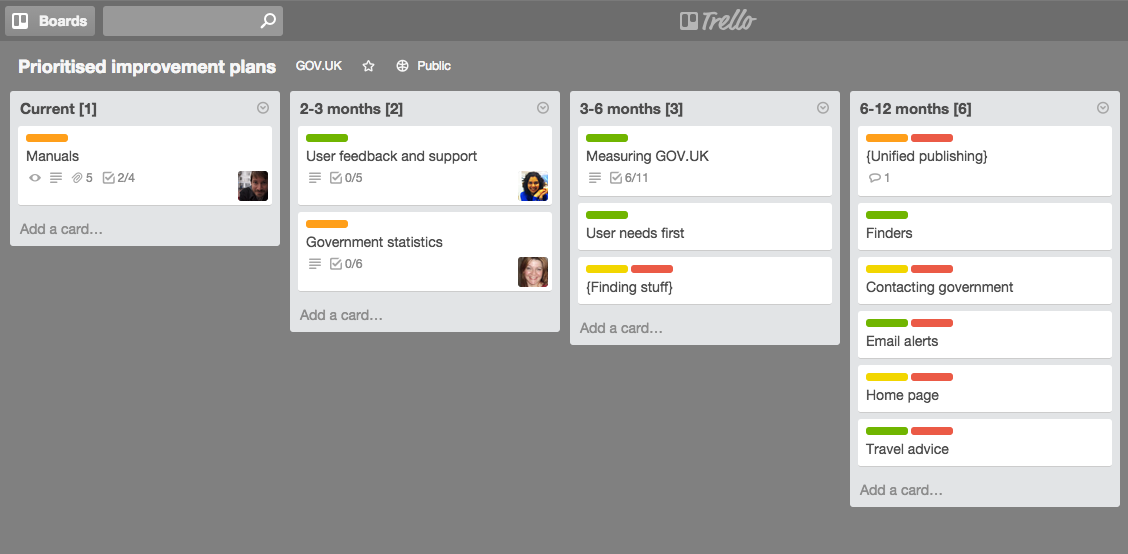 Boards
Trello
Prioritised improvement plans GOV.UK Public
Current [1]
Manuals
5 2/4
Add a card…
2-3 months [2]
User feedback and support
0/5
Government statistics
0/6
Add a card…
3-6 months [3]
Measuring GOV.UK
6/11
User needs first
{Finding stuff}
Add a card…
6-12 months [6]
{Unified publishing}
1
Finders
Contacting government
Email alerts
Home page
Travel advice
Add a card…